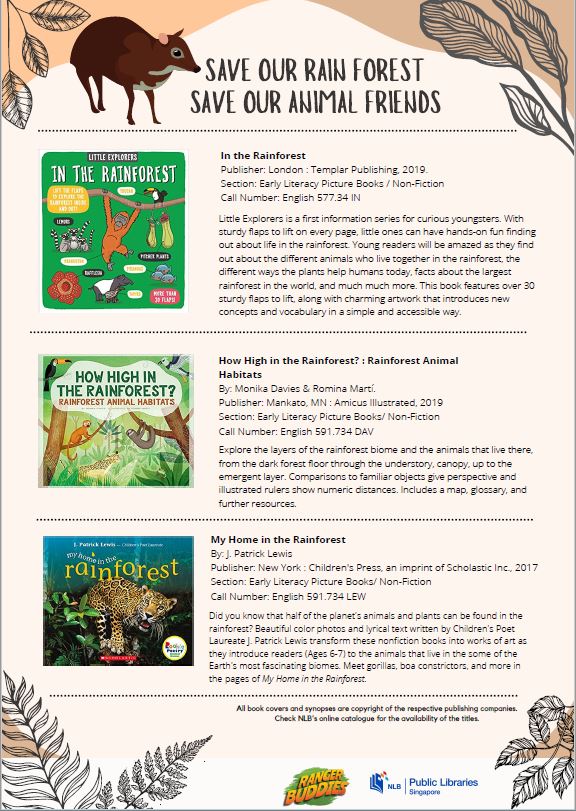 SAVE OUR RAIN FOREST
SAVE OUR ANIMAL FRIENDS
LITTLE EXPLORERS
IN THE RAINFOREST
LIFT THE FLAPS
TO EXPLORE THE
RAINFOREST INSIDE
AND OUT!
TOUCAN
LEMURS
ORANGUTAN
PITCHER PLANTS
RAFFLESIA
PIRANHAS
TAPIR
MORE THAN
30 FLAPS!
In the Rainforest
Publisher: London : Templar Publishing, 2019.
Section: Early Literacy Picture Books / Non-Fiction
Call Number: English 577.34 IN
Little Explorers is a first information series for curious youngsters. With
sturdy flaps to lift on every page, little ones can have hands-on fun finding
out about life in the rainforest. Young readers will be amazed as they find
out about the different animals who live together in the rainforest, the
different ways the plants help humans today, facts about the largest
rainforest in the world, and much much more. This book features over 30
sturdy flaps to lift, along with charming artwork that introduces new
concepts and vocabulary in a simple and accessible way.
HOW HIGH IN
THE RAINFOREST?
RAINFOREST ANIMAL HABITATS
How High in the Rainforest? : Rainforest Animal
Habitats
By: Monika Davies & Romina Martí.
Publisher: Mankato, MN : Amicus Illustrated, 2019
Section: Early Literacy Picture Books/ Non-Fiction
Call Number: English 591.734 DAV
Explore the layers of the rainforest biome and the animals that live there,
from the dark forest floor through the understory, canopy, up to the
emergent layer. Comparisons to familiar objects give perspective and
illustrated rulers show numeric distances. Includes a map, glossary, and
further resources.
J. Patrick Lewis — Children's Poet Laureate
my home in the
rainforest
Rookie
Poetry
SCHOLASTIC
My Home in the Rainforest
By: J. Patrick Lewis
Publisher: New York : Children's Press, an imprint of Scholastic Inc., 2017
Section: Early Literacy Picture Books/ Non-Fiction
Call Number: English 591.734 LEW
Did you know that half of the planet's animals and plants can be found in the
rainforest? Beautiful color photos and lyrical text written by Children's Poet
Laureate J. Patrick Lewis transform these nonfiction books into works of art as
they introduce readers (Ages 6-7) to the animals that live in the some of the
Earth's most fascinating biomes. Meet gorillas, boa constrictors, and more in
the pages of My Home in the Rainforest.
All book covers and synopses are copyright of the respective publishing companies.
Check NLB's online catalogue for the availability of the titles.
RANGER
BUDDIES
NLB
Public Libraries
Singapore